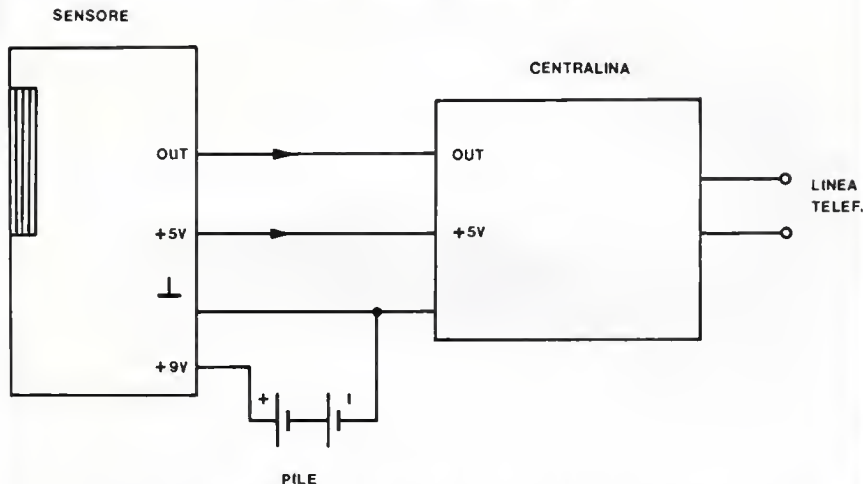 SENSORE
CENTRALINA
OUT
OUT
LINEA
TELEF.
+5V
+5V
+9V
+
PILE